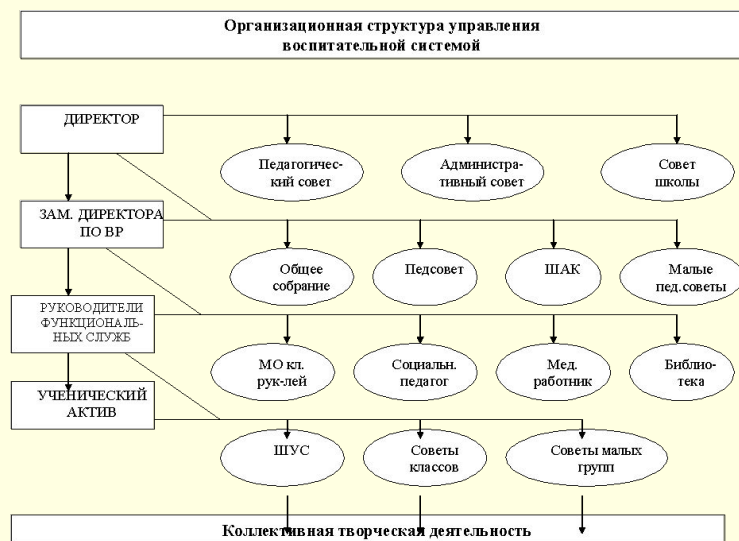 Организационная структура управления
воспитательной системой
ДИРЕКТОР
Педагогичес-
кий совет
Административ-
ный совет
Совет
школы
ЗАМ. ДИРЕКТОРА
ПО ВР
Общее
собрание
Педсовет
ШАК
Малые
пед.советы
РУКОВОДИТЕЛИ
ФУНКЦИОНАЛЬ-
НЫХ СЛУЖБ
МО кл.
рук-лей
Социальн.
педагог
Мед.
работник
Библио-
тека
УЧЕНИЧЕСКИЙ
АКТИВ
ШУС
Советы
классов
Советы малых
групп
Коллективная творческая деятельность